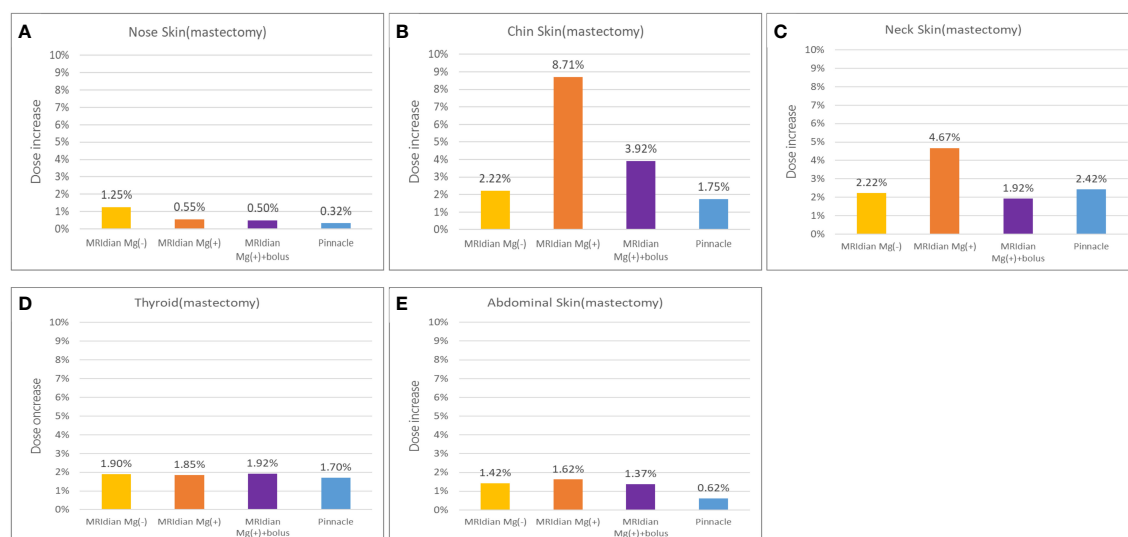 A
Nose Skin(mastectomy)
Dose increase
10%
9%
8%
7%
6%
5%
4%
3%
2%
1%
0%
1.25%
0.55%
0.50%
0.32%
MRIdian Mg(-)
MRIdian Mg(+)
MRIdian
Mg(+)+bolus
Pinnacle
B
Chin Skin(mastectomy)
Dose increase
10%
9%
8%
7%
6%
5%
4%
3%
2%
1%
0%
2.22%
8.71%
3.92%
1.75%
MRIdian Mg(-)
MRIdian Mg(+)
MRIdian
Mg(+)+bolus
Pinnacle
C
Neck Skin(mastectomy)
Dose increase
10%
9%
8%
7%
6%
5%
4%
3%
2%
1%
0%
2.22%
4.67%
1.92%
2.42%
MRIdian Mg(-)
MRIdian Mg(+)
MRIdian
Mg(+)+bolus
Pinnacle
D
Thyroid(mastectomy)
Dose oncrease
10%
9%
8%
7%
6%
5%
4%
3%
2%
1%
0%
1.90%
1.85%
1.92%
1.70%
MRIdian Mg(-)
MRIdian Mg(+)
MRIdian
Mg(+)+bolus
Pinnacle
E
Abdominal Skin(mastectomy)
Dose increase
10%
9%
8%
7%
6%
5%
4%
3%
2%
1%
0%
1.42%
1.62%
1.37%
0.62%
MRIdian Mg(-)
MRIdian Mg(+)
MRIdian
Mg(+)+bolus
Pinnacle